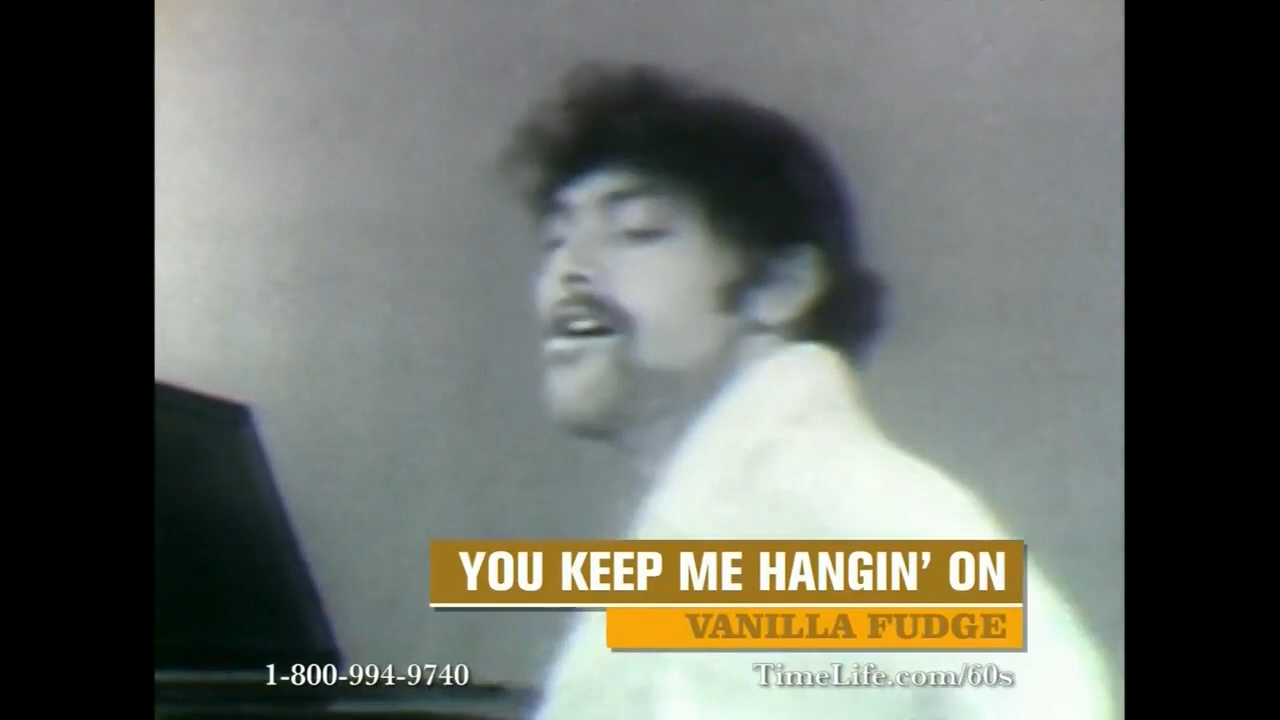 YOU KEEP ME HANGIN' ON
VANILLA FUDGE
1-800-994-9740
TimeLife.com/60s